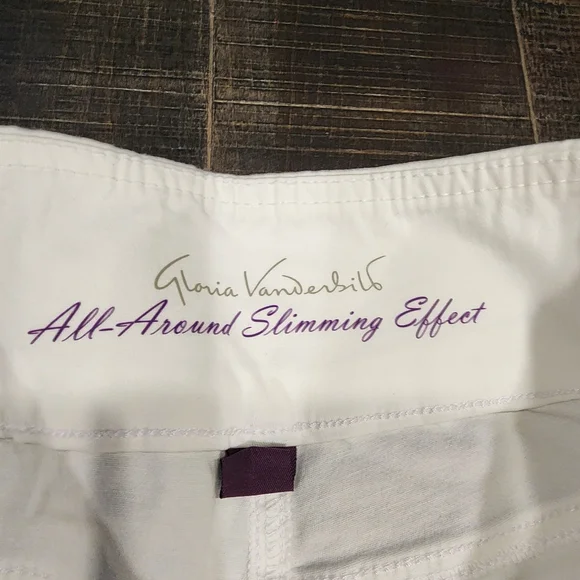 Gloria Vanderbilt
All-Around Slimming Effect